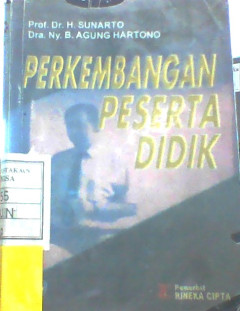 Prof. Dr. H. SUNARTO
Dra. Ny. B. AGUNG HARTONO
PERKEMBANGAN
PESERTA
DIDIK
Penerbit
RINEKA CIPTA